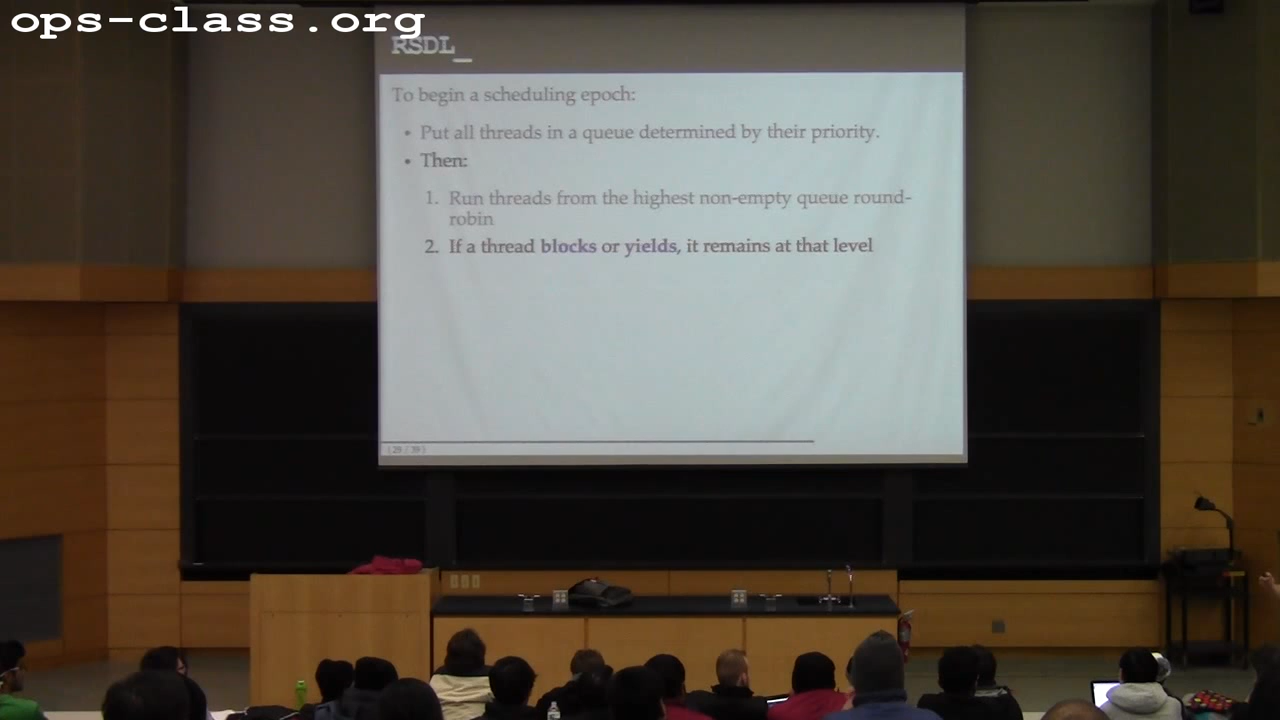 ops-class.org
RSDL_
To begin a scheduling epoch:
• Put all threads in a queue determined by their priority.
• Then:
1. Run threads from the highest non-empty queue round-
robin
2. If a thread blocks or yields, it remains at that level